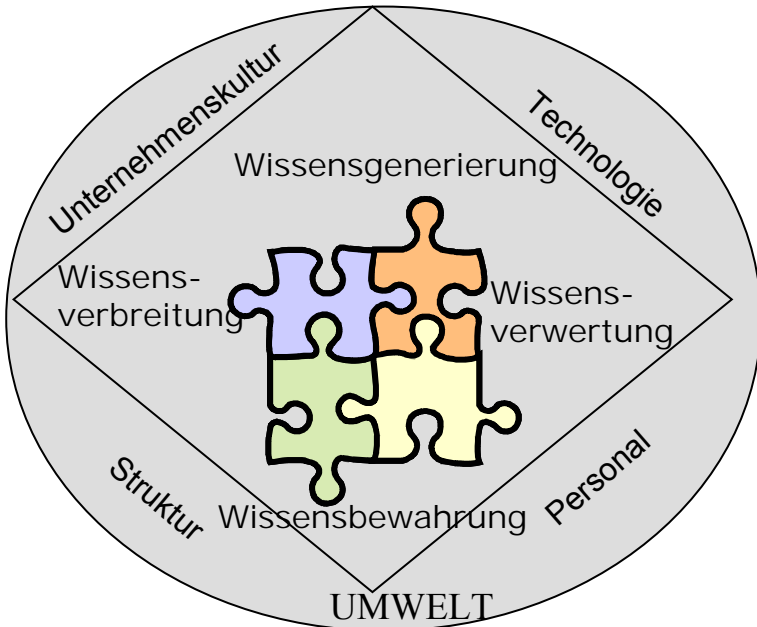 Unternehmenskultur
Technologie
Wissensgenerierung
Wissens-
verbreitung
Wissens-
verwertung
Struktur
Personal
Wissensbewahrung
UMWELT